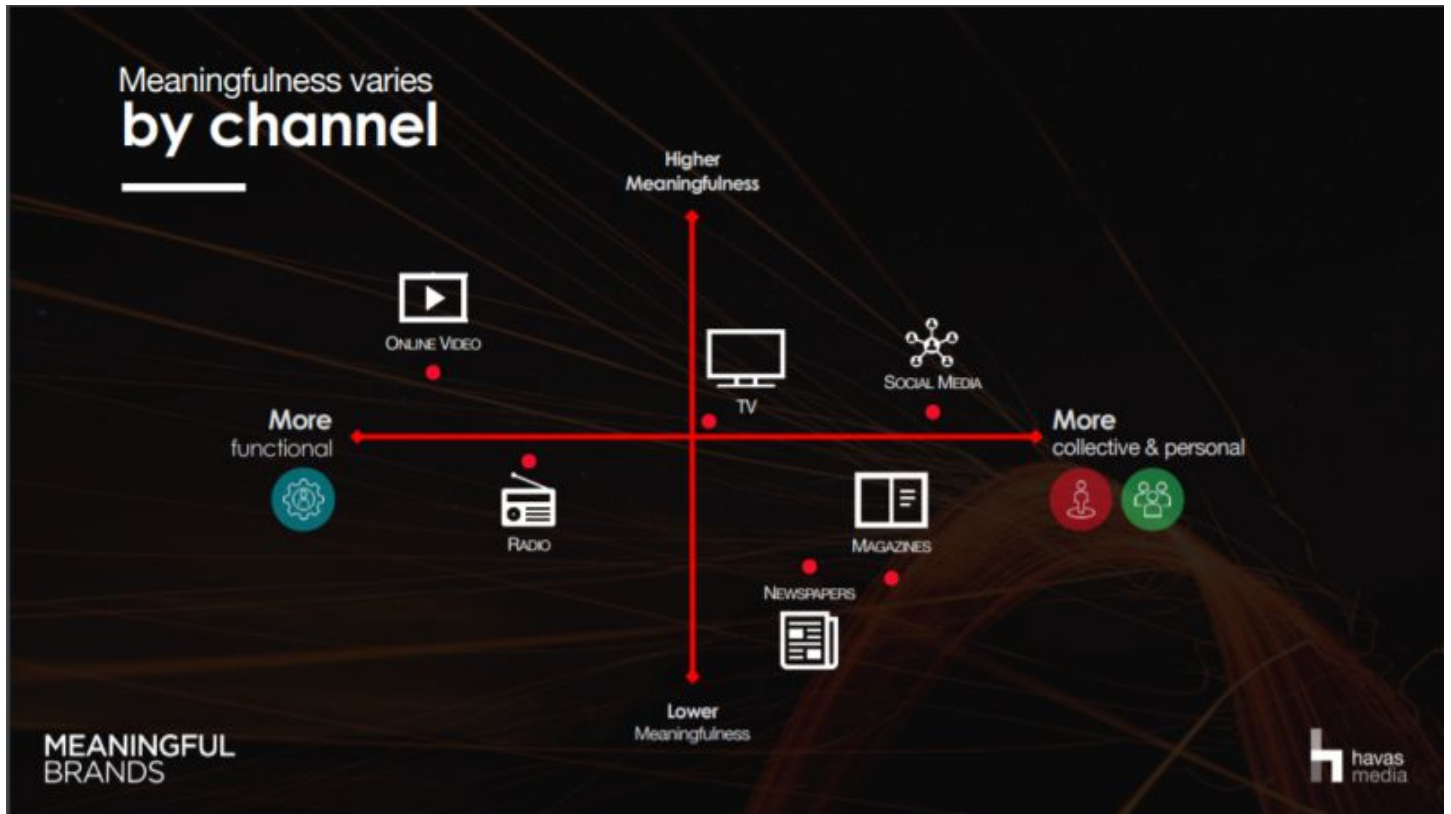 Meaningfulness varies
by channel
Higher
Meaningfulness
ONLINE VIDEO
TV
SOCIAL MEDIA
More
functional
More
collective & personal
RADIO
MAGAZINES
NEWSPAPERS
Lower
Meaningfulness
MEANINGFUL
BRANDS
havas
media